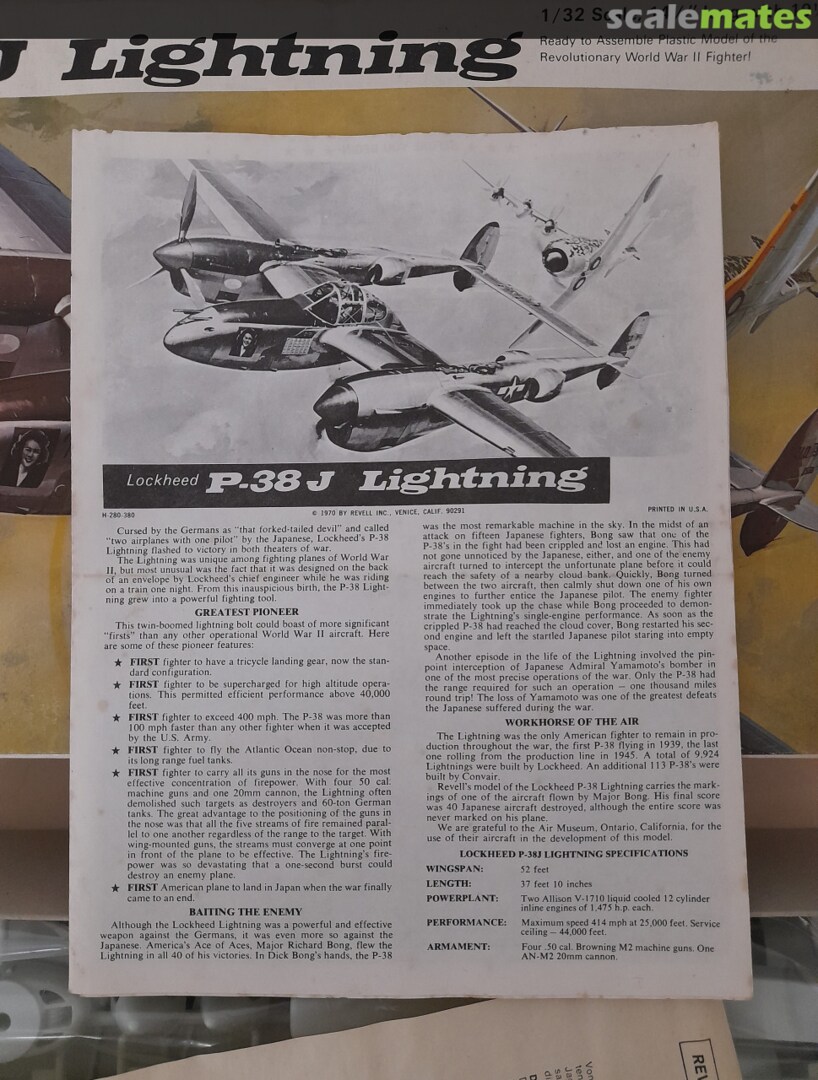 scalemates
1/32
J Lightning
Ready to Assemble Plastic Model of the
Revolutionary World War II Fighter!
Lockheed P-38J Lightning
H-280-380
© 1970 BY REVELL INC., VENICE, CALIF. 90291
PRINTED IN U.S.A.
Cursed by the Germans as "that forked-tailed devil" and called
"two airplanes with one pilot" by the Japanese, Lockheed's P-38
Lightning flashed to victory in both theaters of war.
The Lightning was unique among fighting planes of World War
II, but most unusual was the fact that it was designed on the back
of an envelope by Lockheed's chief engineer while he was riding
on a train one night. From this inauspicious birth, the P-38 Light-
ning grew into a powerful fighting tool.
GREATEST PIONEER
This twin-boomed lightning bolt could boast of more significant
"firsts" than any other operational World War II aircraft. Here
are some of these pioneer features:
★ FIRST fighter to have a tricycle landing gear, now the stan-
dard configuration.
★ FIRST fighter to be supercharged for high altitude opera-
tions. This permitted efficient performance above 40,000
feet.
★ FIRST fighter to exceed 400 mph. The P-38 was more than
100 mph faster than any other fighter when it was accepted
by the U.S. Army.
★ FIRST fighter to fly the Atlantic Ocean non-stop, due to
its long range fuel tanks.
★ FIRST fighter to carry all its guns in the nose for the most
effective concentration of firepower. With four 50 cal.
machine guns and one 20mm cannon, the Lightning often
demolished such targets as destroyers and 60-ton German
tanks. The great advantage to the positioning of the guns in
the nose was that all the five streams of fire remained paral-
lel to one another regardless of the range to the target. With
wing-mounted guns, the streams must converge at one point
in front of the plane to be effective. The Lightning's fire-
power was so devastating that a one-second burst could
destroy an enemy plane.
★ FIRST American plane to land in Japan when the war finally
came to an end.
BAITING THE ENEMY
Although the Lockheed Lightning was a powerful and effective
weapon against the Germans, it was even more so against the
Japanese. America's Ace of Aces, Major Richard Bong, flew the
Lightning in all 40 of his victories. In Dick Bong's hands, the P-38
was the most remarkable machine in the sky. In the midst of an
attack on fifteen Japanese fighters, Bong saw that one of the
P-38's in the fight had been crippled and lost an engine. This had
not gone unnoticed by the Japanese, either, and one of the enemy
aircraft turned to intercept the unfortunate plane before it could
reach the safety of a nearby cloud bank. Quickly, Bong turned
between the two aircraft, then calmly shut down one of his own
engines to further entice the Japanese pilot. The enemy fighter
immediately took up the chase while Bong proceeded to demon-
strate the Lightning's single-engine performance. As soon as the
crippled P-38 had reached the cloud cover, Bong restarted his sec-
ond engine and left the startled Japanese pilot staring into empty
space.
Another episode in the life of the Lightning involved the pin-
point interception of Japanese Admiral Yamamoto's bomber in
one of the most precise operations of the war. Only the P-38 had
the range required for such an operation — one thousand miles
round trip! The loss of Yamamoto was one of the greatest defeats
the Japanese suffered during the war.
WORKHORSE OF THE AIR
The Lightning was the only American fighter to remain in pro-
duction throughout the war, the first P-38 flying in 1939, the last
one rolling from the production line in 1945. A total of 9,924
Lightnings were built by Lockheed. An additional 113 P-38's were
built by Convair.
Revell's model of the Lockheed P-38 Lightning carries the mark-
ings of one of the aircraft flown by Major Bong. His final score
was 40 Japanese aircraft destroyed, although the entire score was
never marked on his plane.
We are grateful to the Air Museum, Ontario, California, for the
use of their aircraft in the development of this model.
LOCKHEED P-38J LIGHTNING SPECIFICATIONS
WINGSPAN: 52 feet
LENGTH: 37 feet 10 inches
POWERPLANT: Two Allison V-1710 liquid cooled 12 cylinder
inline engines of 1,475 h.p. each.
PERFORMANCE: Maximum speed 414 mph at 25,000 feet. Service
ceiling — 44,000 feet.
ARMAMENT: Four .50 cal. Browning M2 machine guns. One
AN-M2 20mm cannon.
REV